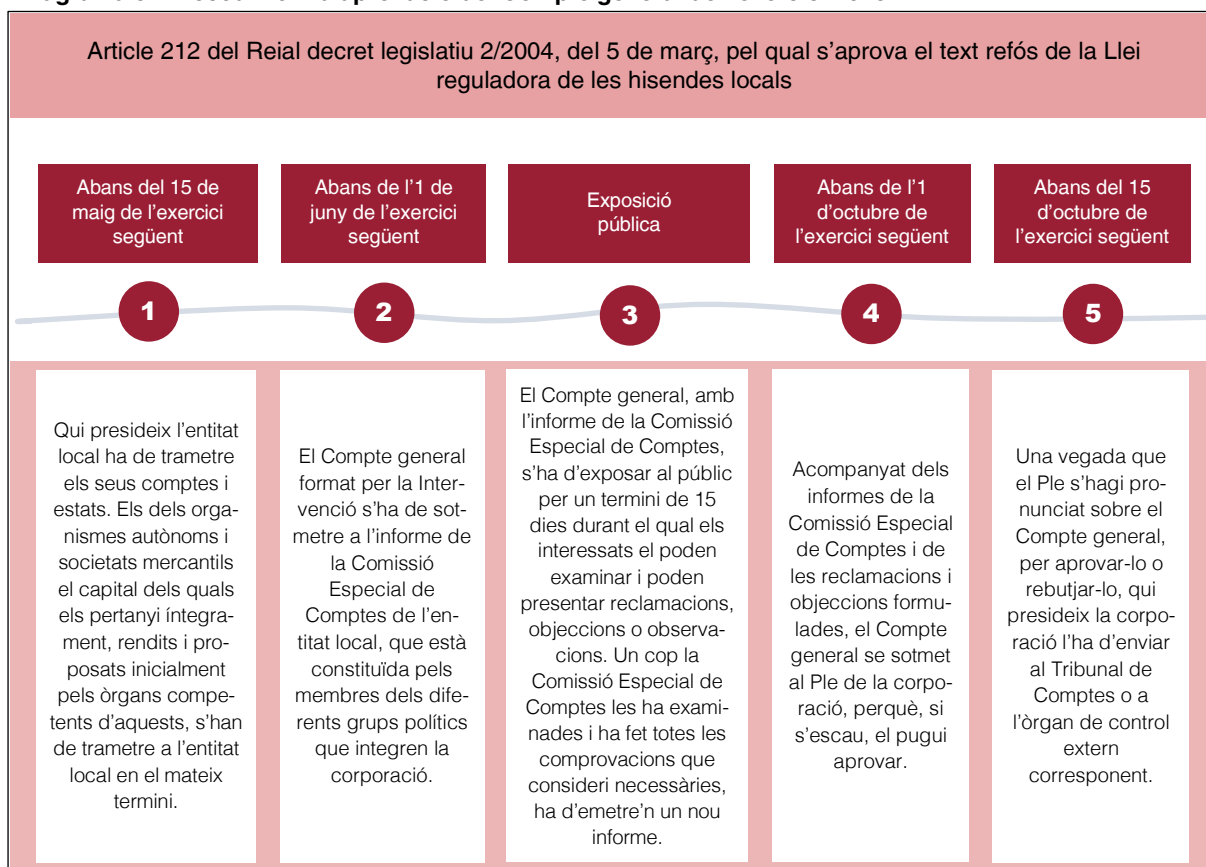 Article 212 del Reial decret legislatiu 2/2004, del 5 de març, pel qual s’aprova el text refós de la Llei
reguladora de les hisendes locals
Abans del 15 de
maig de l’exercici
següent
Abans de l’1 de
juny de l’exercici
següent
Exposició
pública
Abans de l’1
d’octubre de
l’exercici següent
Abans del 15
d’octubre de
l’exercici següent
1
2
3
4
5
Qui presideix l’entitat
local ha de trametre
els seus comptes i
estats. Els dels orga-
nismes autònoms i
societats mercantils
el capital dels quals
els pertanyi íntegra-
ment, rendits i pro-
posats inicialment
pels òrgans compe-
tents d’aquests, s’han
de trametre a l’entitat
local en el mateix
termini.
El Compte general
format per la Inter-
venció s’ha de sot-
metre a l’informe de
la Comissió
Especial de
Comptes de l’en-
titat local, que està
constituïda pels
membres dels dife-
rents grups polítics
que integren la
corporació.
El Compte general, amb
l’informe de la Comissió
Especial de Comptes,
s’ha d’exposar al públic
per un termini de 15
dies durant el qual els
interessats el poden
examinar i poden
presentar reclamacions,
objeccions o observa-
cions. Un cop la
Comissió Especial de
Comptes les ha exami-
nades i ha fet totes les
comprovacions que
consideri necessàries,
ha d’emetre’n un nou
informe.
Acompanyat dels
informes de la
Comissió Especial
de Comptes i de
les reclamacions i
objeccions formu-
lades, el Compte
general se sotmet
al Ple de la corpo-
ració, perquè, si
s’escau, el pugui
aprovar.
Una vegada que
el Ple s’hagi pro-
nunciat sobre el
Compte general,
per aprovar-lo o
rebutjar-lo, qui
presideix la corpo-
ració l’ha d’enviar
al Tribunal de
Comptes o a
l’òrgan de control
extern
corresponent.